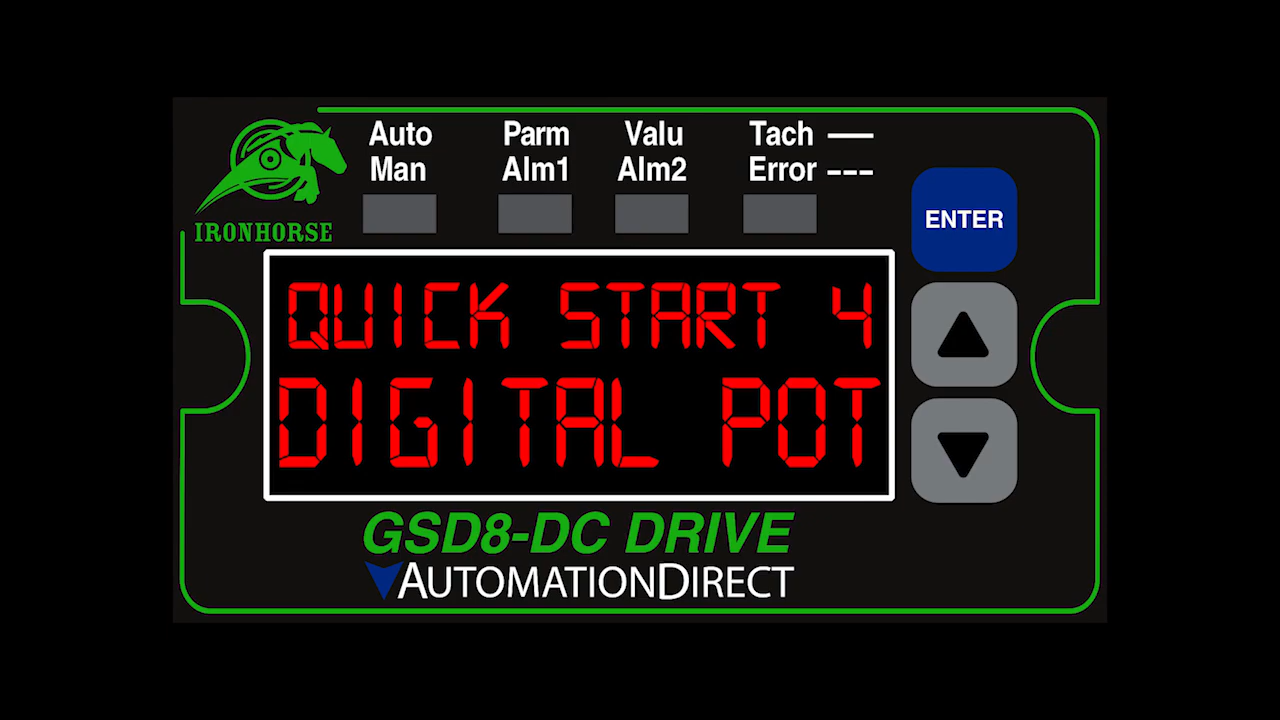 Auto Parm Valu Tach —
Man Alm1 Alm2 Error ---
IRONHORSE
ENTER
QUICK START 4
DIGITAL POT
GSD8-DC DRIVE
AUTOMATIONDIRECT